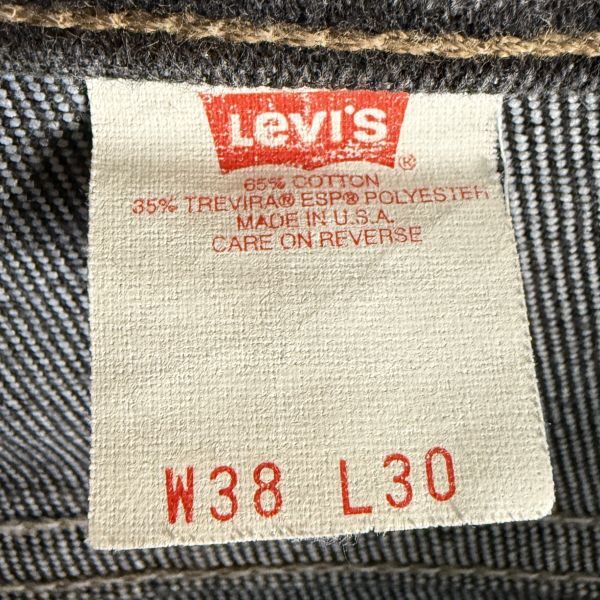 Levi's ®
65% COTTON
35% TREVIRA® ESP® POLYESTER
MADE IN U.S.A.
CARE ON REVERSE
W38 L30